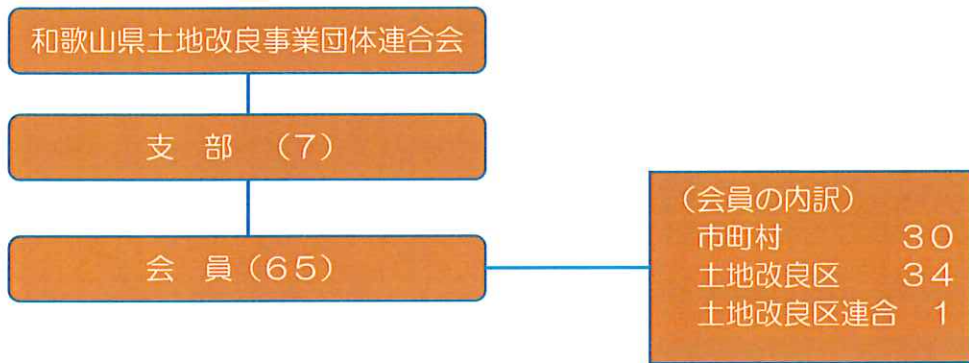 和歌山県土地改良事業団体連合会
支　部　（７）
会　員（６５）
（会員の内訳）
市町村　　　３０
土地改良区　　３４
土地改良区連合　１